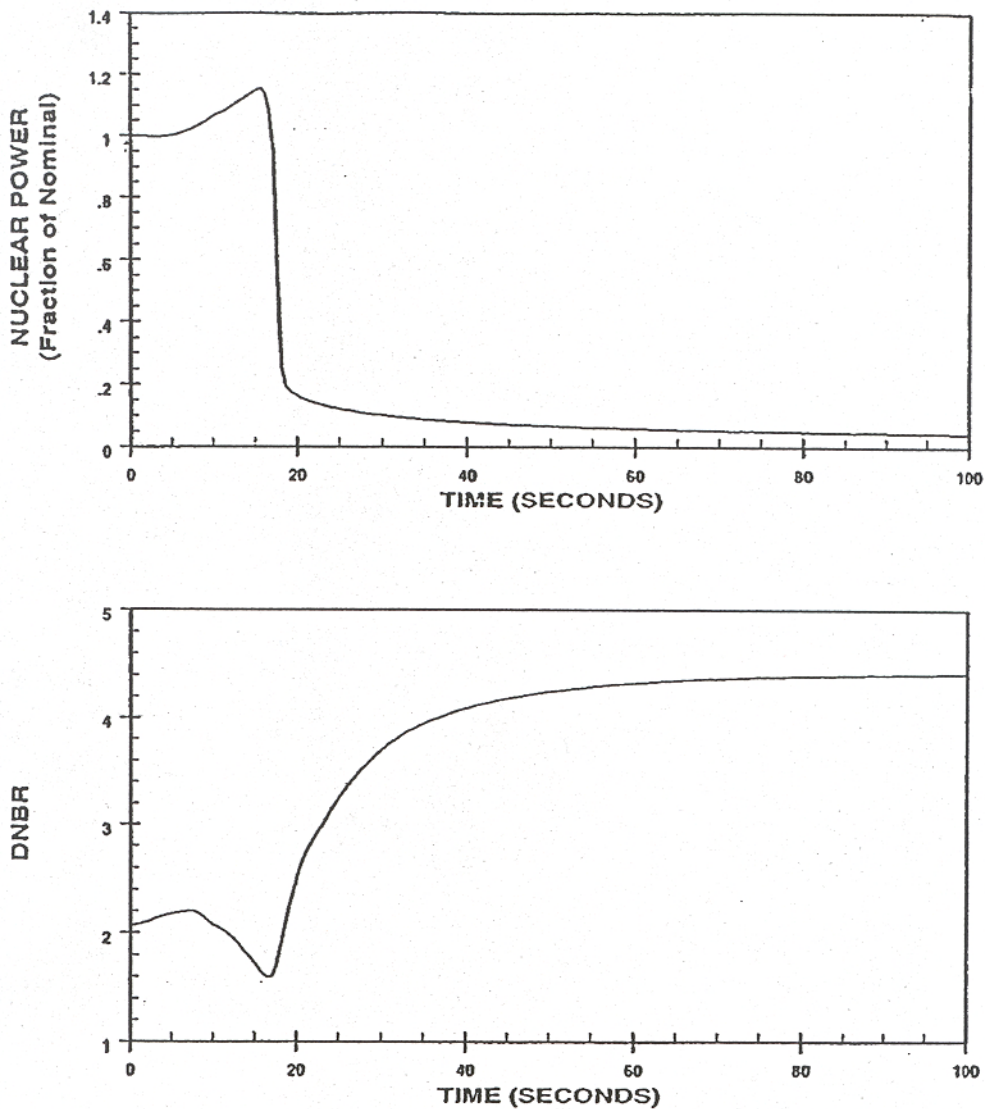 1.4
1.2
1
.8
.6
.4
.2
0
NUCLEAR POWER
(Fraction of Nominal)
0 20 40 60 80 100
TIME (SECONDS)
5
4
3
2
1
DNBR
0 20 40 60 80 100
TIME (SECONDS)